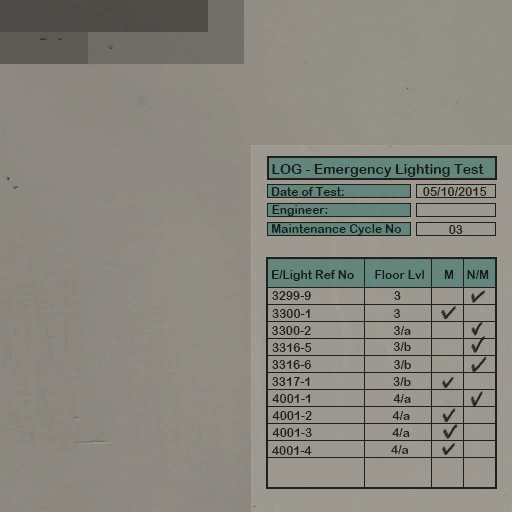 LOG - Emergency Lighting Test
Date of Test: 05/10/2015
Engineer:
Maintenance Cycle No 03
E/Light Ref No Floor Lvl M N/M
3299-9 3 ✓
3300-1 3 ✓
3300-2 3/a ✓
3316-5 3/b ✓
3316-6 3/b ✓
3317-1 3/b ✓
4001-1 4/a ✓
4001-2 4/a ✓
4001-3 4/a ✓
4001-4 4/a ✓